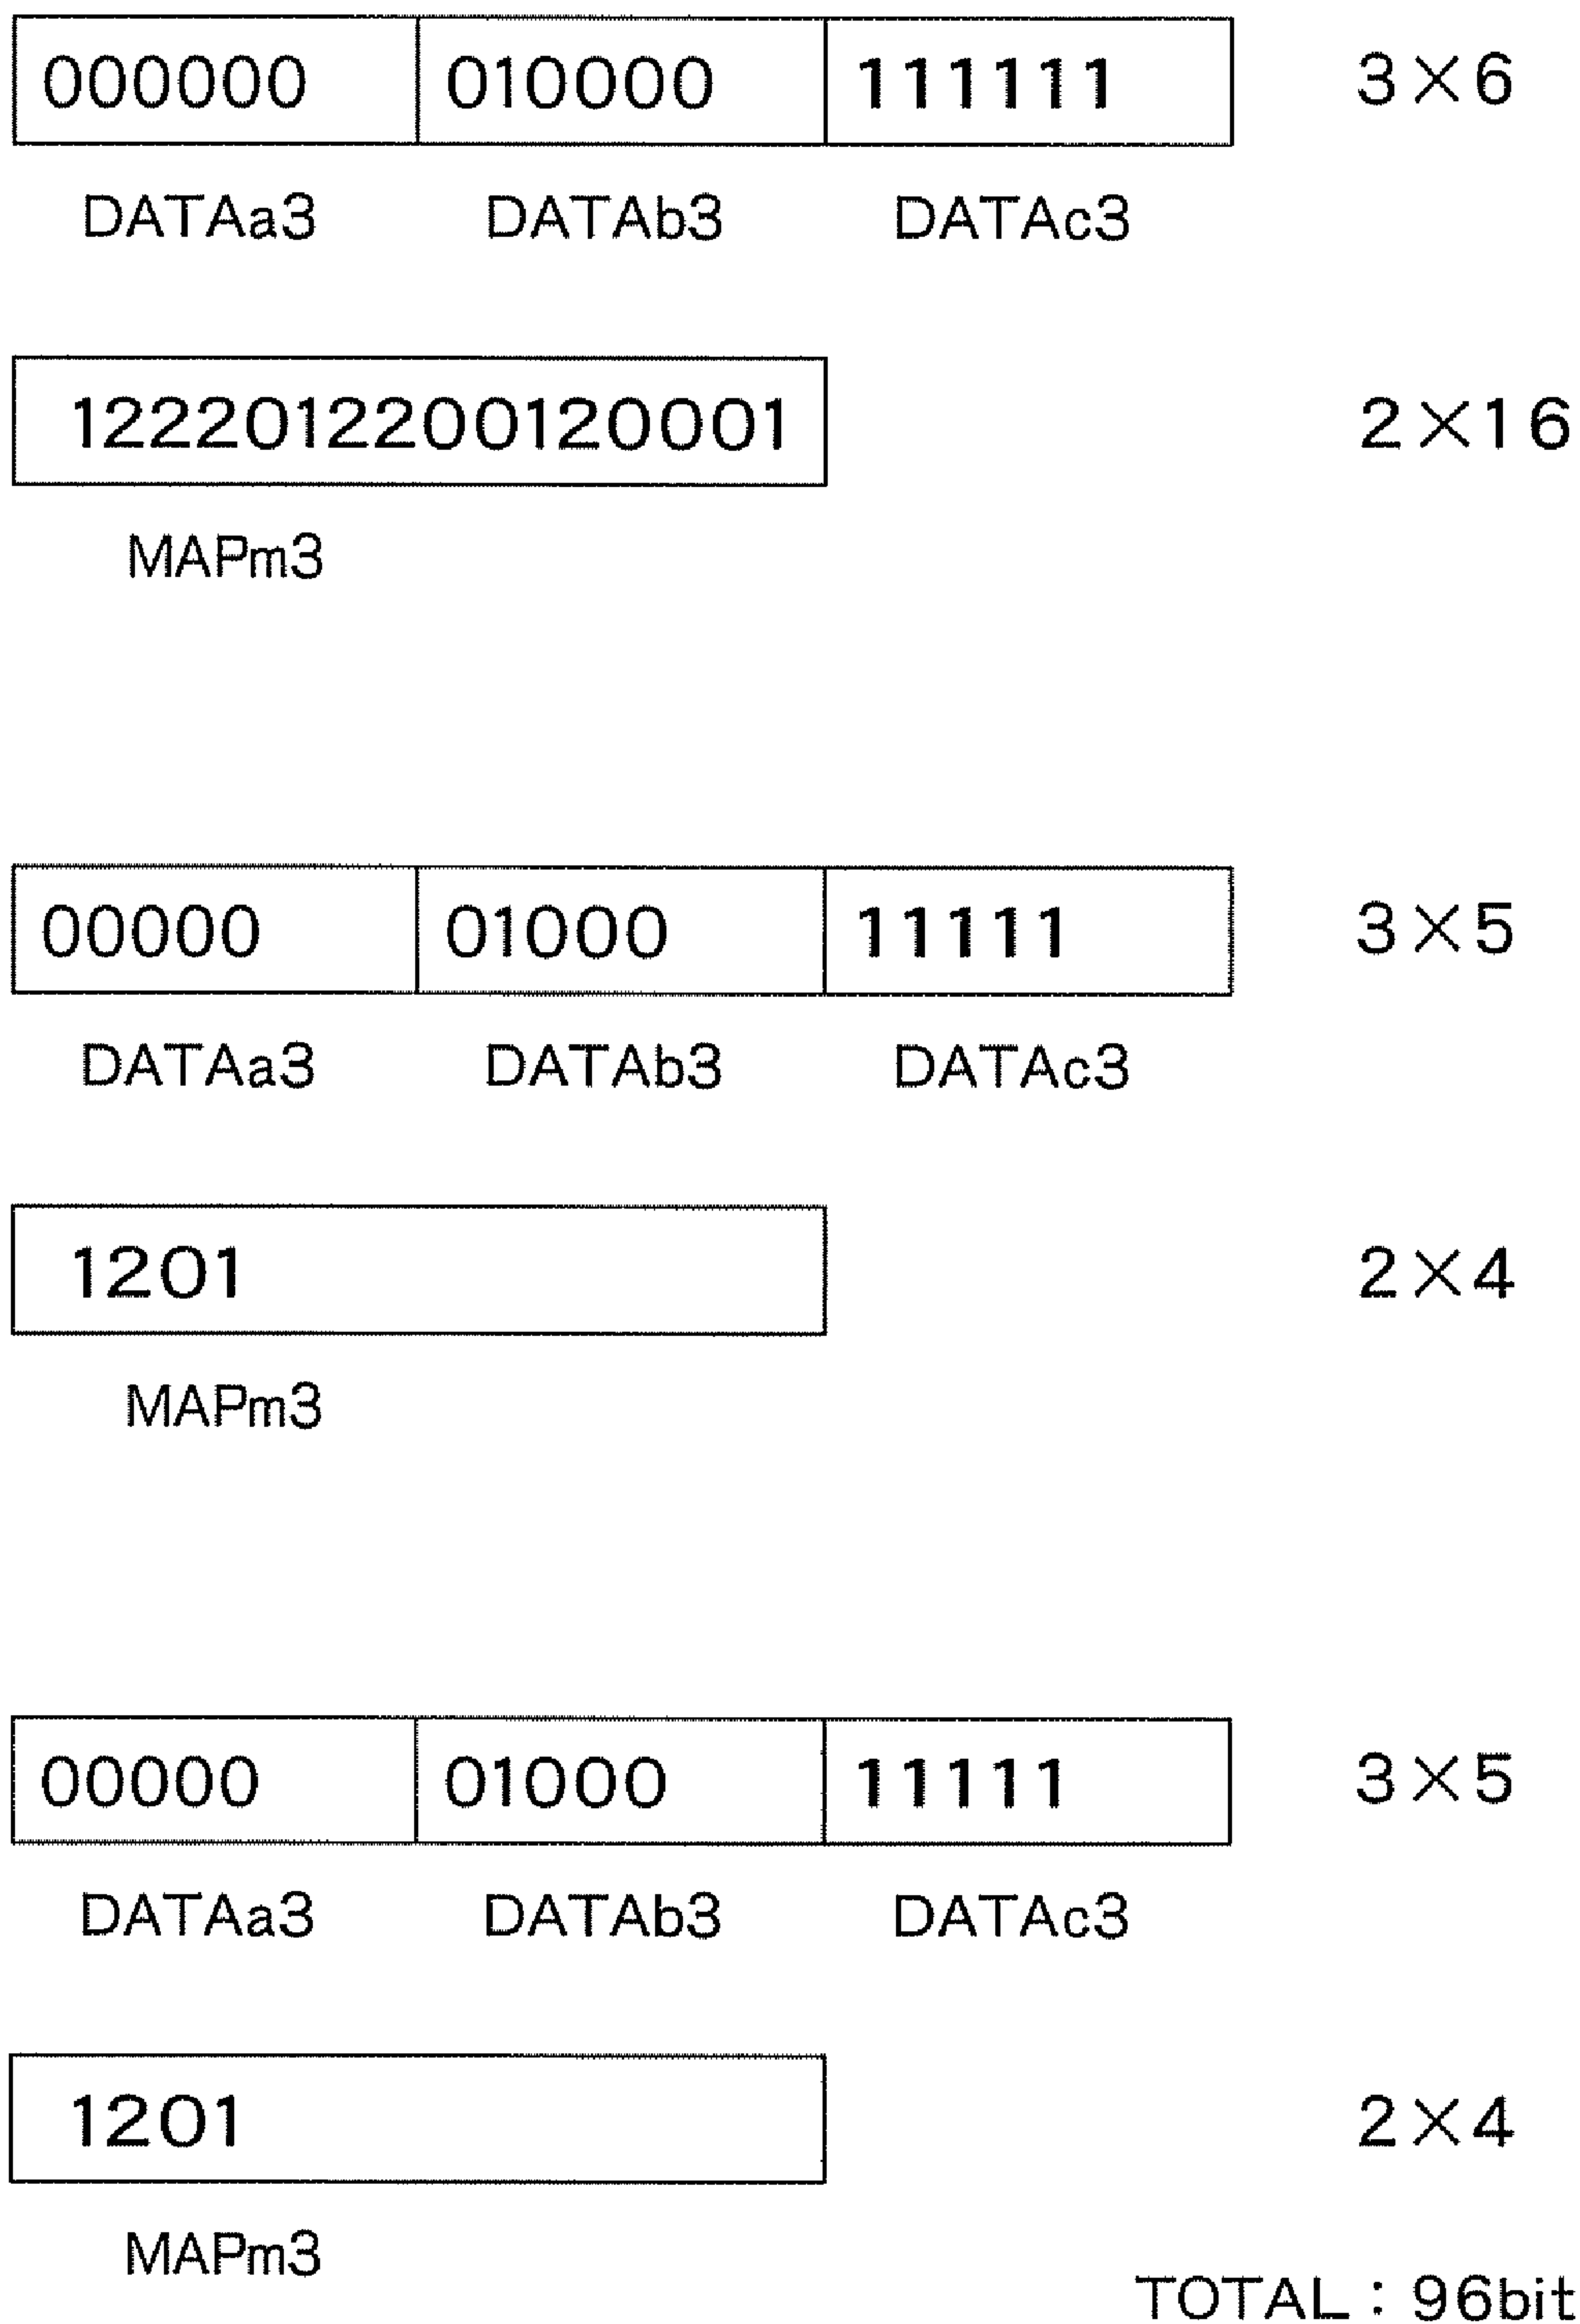 000000 010000 111111 3×6
DATAa3 DATAb3 DATAc3
1222012200120001 2×16
MAPm3
00000 01000 11111 3×5
DATAa3 DATAb3 DATAc3
1201 2×4
MAPm3
00000 01000 11111 3×5
DATAa3 DATAb3 DATAc3
1201 2×4
MAPm3
TOTAL : 96bit